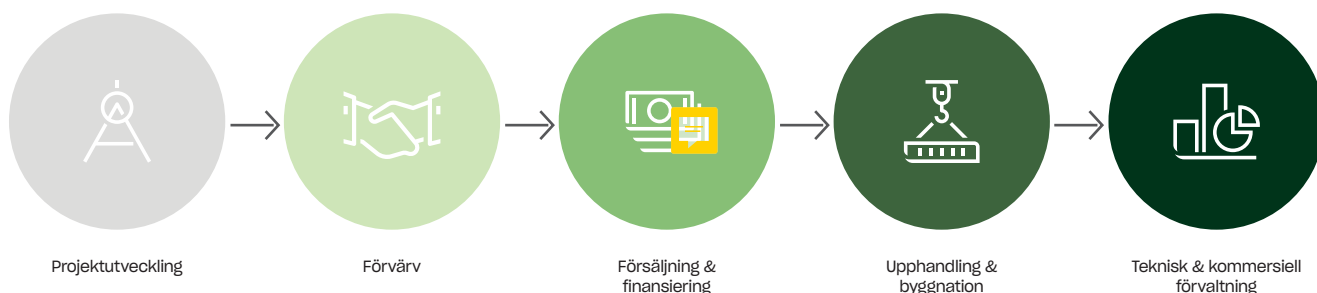 Projektutveckling
Förvärv
Försäljning &
finansiering
Upphandling &
byggnation
Teknisk & kommersiell
förvaltning